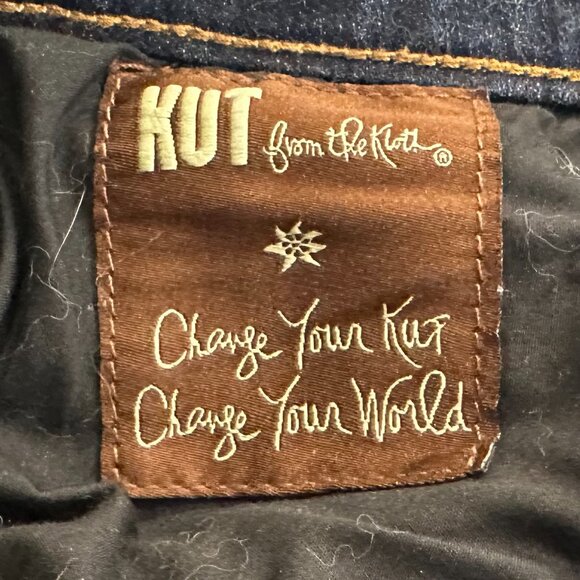 KUT from the Kloth ®
Change Your Kut
Change Your World